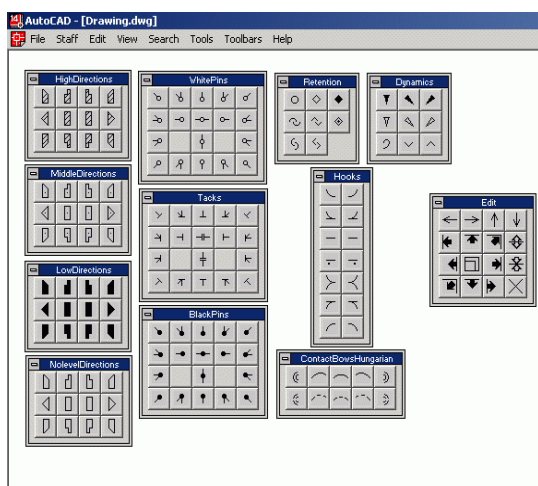 AutoCAD - [Drawing.dwg]
File Staff Edit View Search Tools Toolbars Help
HighDirections
WhitePins
Retention
Dynamics
MiddleDirections
Tacks
Hooks
Edit
LowDirections
BlackPins
NolevelDirections
ContactBowsHungarian